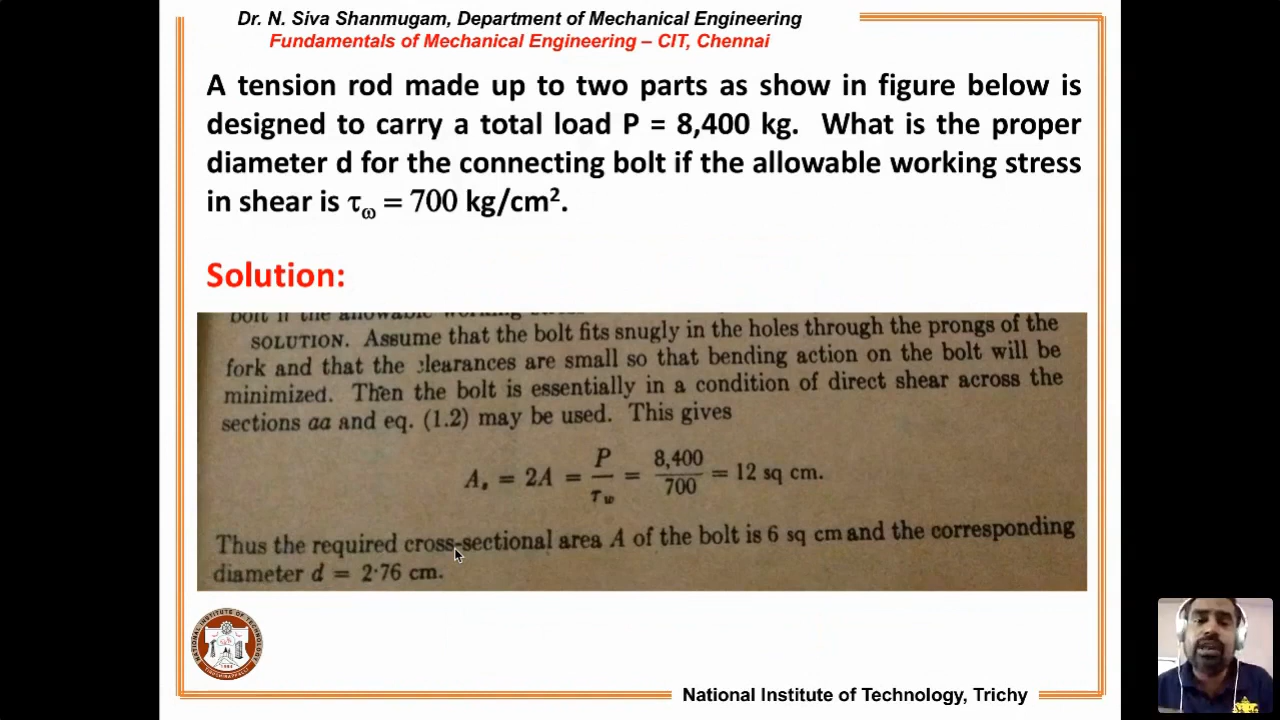 Dr. N. Siva Shanmugam, Department of Mechanical Engineering
Fundamentals of Mechanical Engineering – CIT, Chennai
A tension rod made up to two parts as show in figure below is
designed to carry a total load P = 8,400 kg. What is the proper
diameter d for the connecting bolt if the allowable working stress
in shear is τω = 700 kg/cm².
Solution:
SOLUTION. Assume that the bolt fits snugly in the holes through the prongs of the
fork and that the clearances are small so that bending action on the bolt will be
minimized. Then the bolt is essentially in a condition of direct shear across the
sections aa and eq. (1.2) may be used. This gives
Aₛ = 2A = P/τw = 8,400/700 = 12 sq cm.
Thus the required cross-sectional area A of the bolt is 6 sq cm and the corresponding
diameter d = 2·76 cm.
National Institute of Technology, Trichy